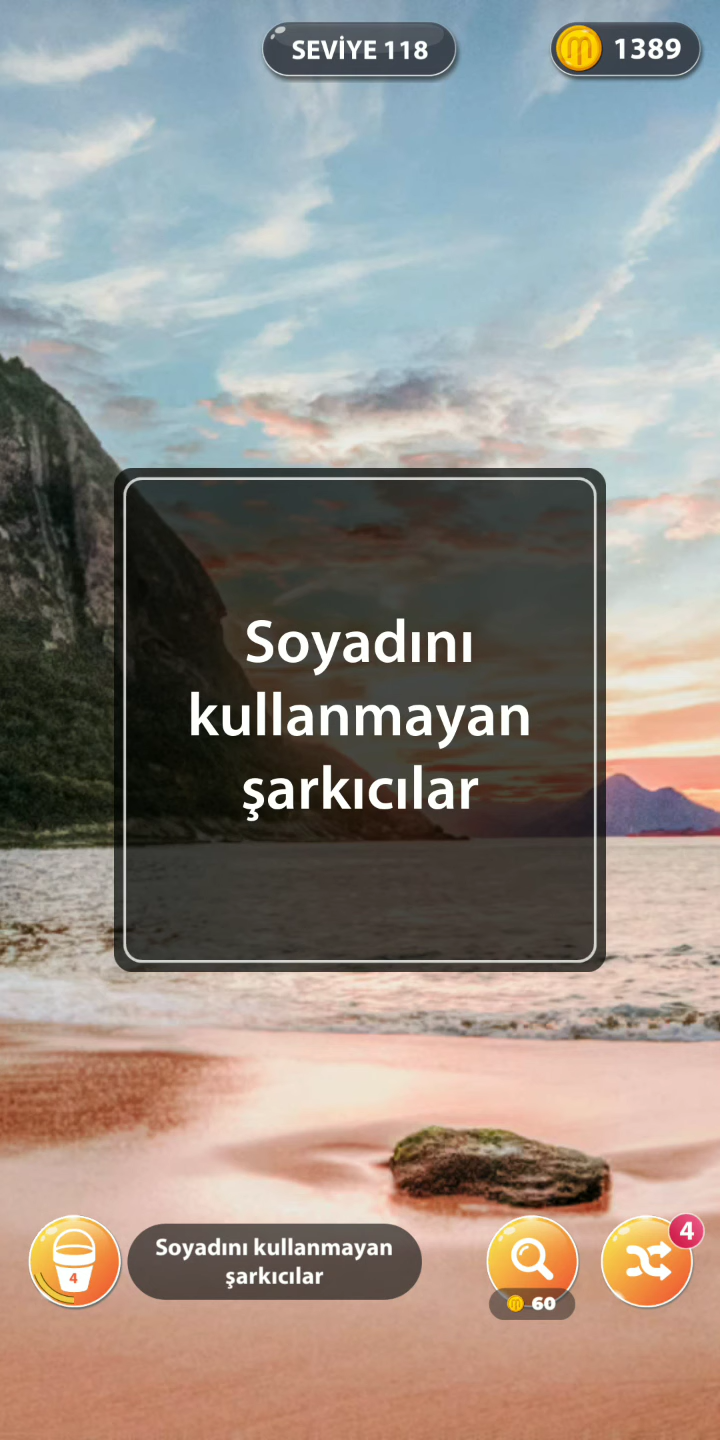 SEVİYE 118
1389
Soyadını
kullanmayan
şarkıcılar
4
Soyadını kullanmayan
şarkıcılar
60
4